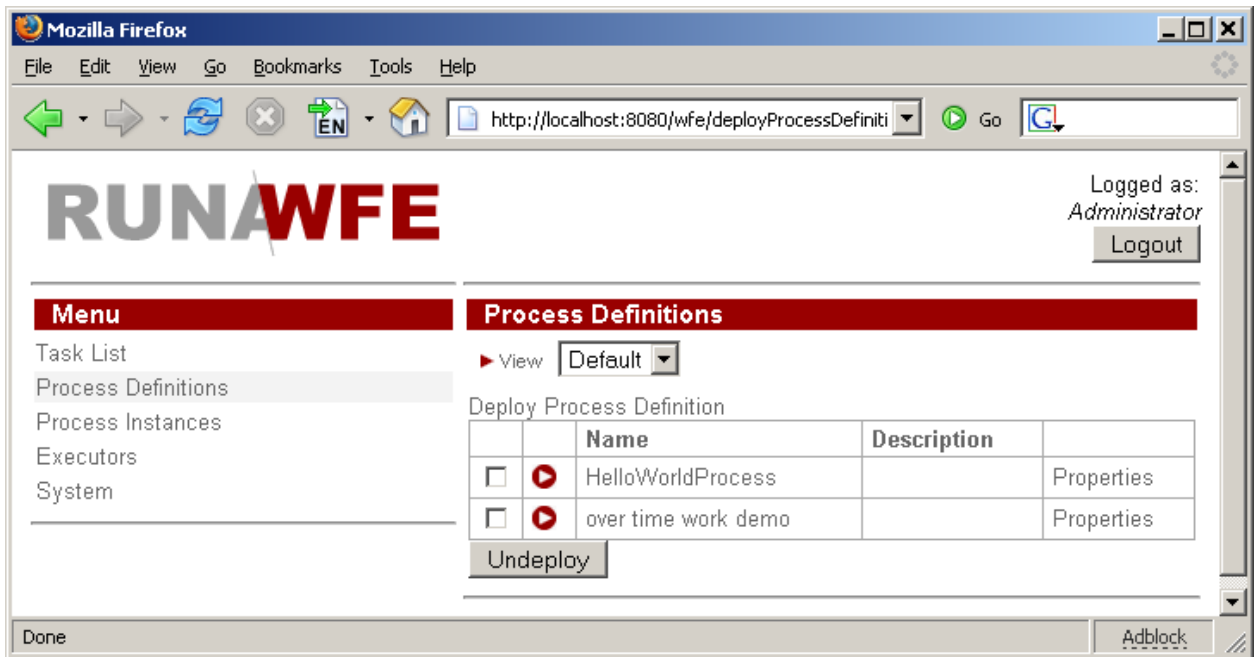 Mozilla Firefox
File Edit View Go Bookmarks Tools Help
EN http://localhost:8080/wfe/deployProcessDefiniti Go G
RUNAWFE
Logged as:
Administrator
Logout
Menu
Task List
Process Definitions
Process Instances
Executors
System
Process Definitions
View Default
Deploy Process Definition
Name Description
HelloWorldProcess Properties
over time work demo Properties
Undeploy
Done Adblock